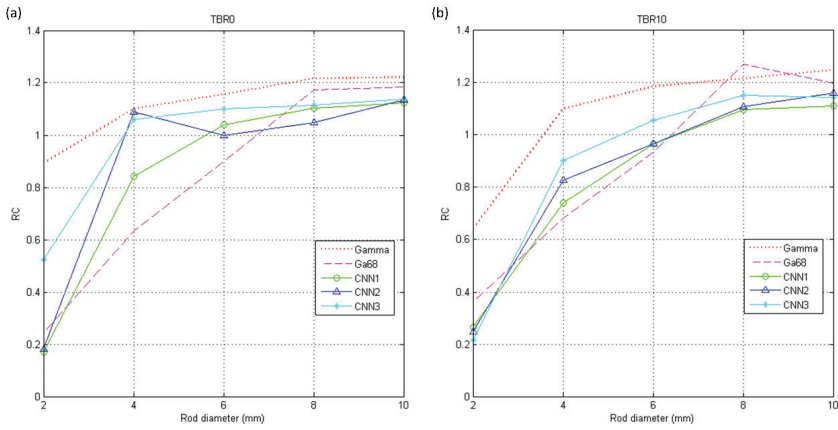 (a)
TBR0
1.4
1.2
1
0.8
0.6
0.4
0.2
0
RC
2
4
6
8
10
Rod diameter (mm)
Gamma
Ga68
CNN1
CNN2
CNN3
(b)
TBR10
1.4
1.2
1
0.8
0.6
0.4
0.2
0
RC
2
4
6
8
10
Rod diameter (mm)
Gamma
Ga68
CNN1
CNN2
CNN3